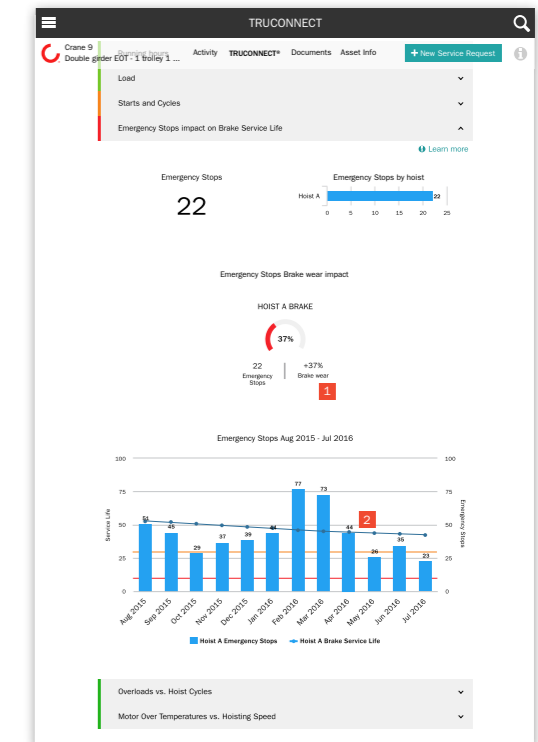 TRUCONNECT
Crane 9
Double girder EOT - 1 trolley 1 ...
Running hours
Activity
TRUCONNECT®
Documents
Asset Info
+ New Service Request
Load
Starts and Cycles
Emergency Stops impact on Brake Service Life
Learn more
Emergency Stops
22
Emergency Stops by hoist
Hoist A
22
0 5 10 15 20 25
Emergency Stops Brake wear impact
HOIST A BRAKE
37%
22
Emergency
Stops
+37%
Brake wear
1
Emergency Stops Aug 2015 - Jul 2016
100
75
50
25
0
Service Life
100
75
50
25
0
Emergency Stops
51 45 29 37 39 44 77 73 44 26 35 23
2
Aug 2015 Sep 2015 Oct 2015 Nov 2015 Dec 2015 Jan 2016 Feb 2016 Mar 2016 Apr 2016 May 2016 Jun 2016 Jul 2016
Hoist A Emergency Stops
Hoist A Brake Service Life
Overloads vs. Hoist Cycles
Motor Over Temperatures vs. Hoisting Speed